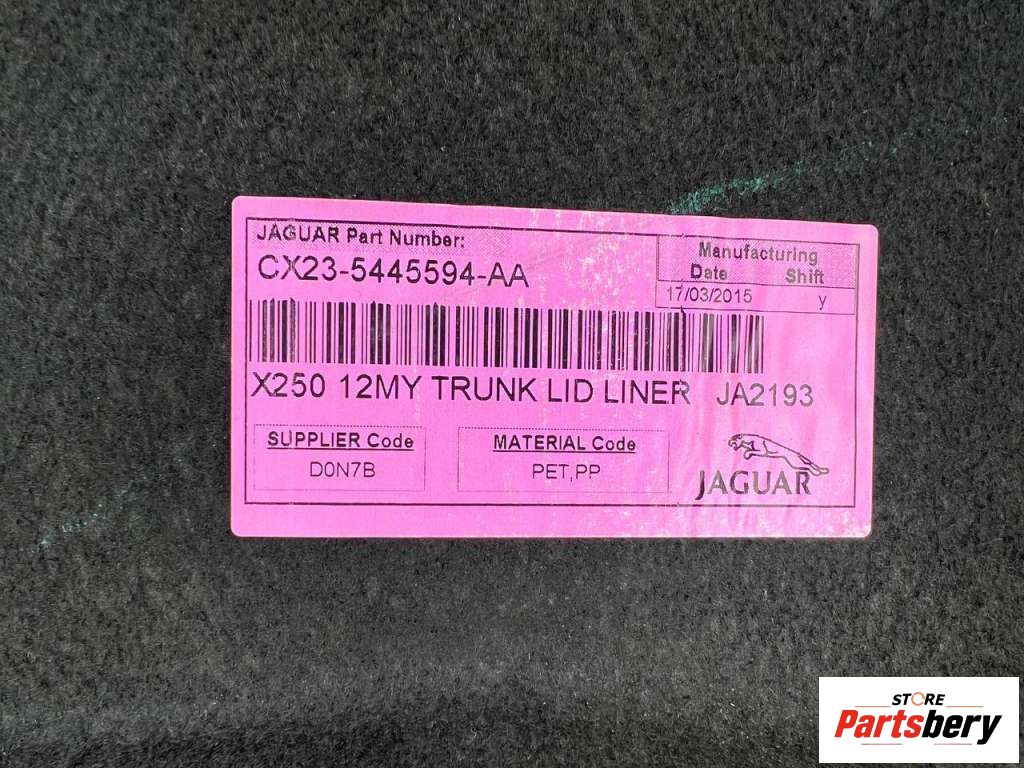 JAGUAR Part Number:
CX23-5445594-AA
Manufacturing
Date Shift
17/03/2015 y
X250 12MY TRUNK LID LINER JA2193
SUPPLIER Code
D0N7B
MATERIAL Code
PET,PP
JAGUAR
STORE
Partsbery